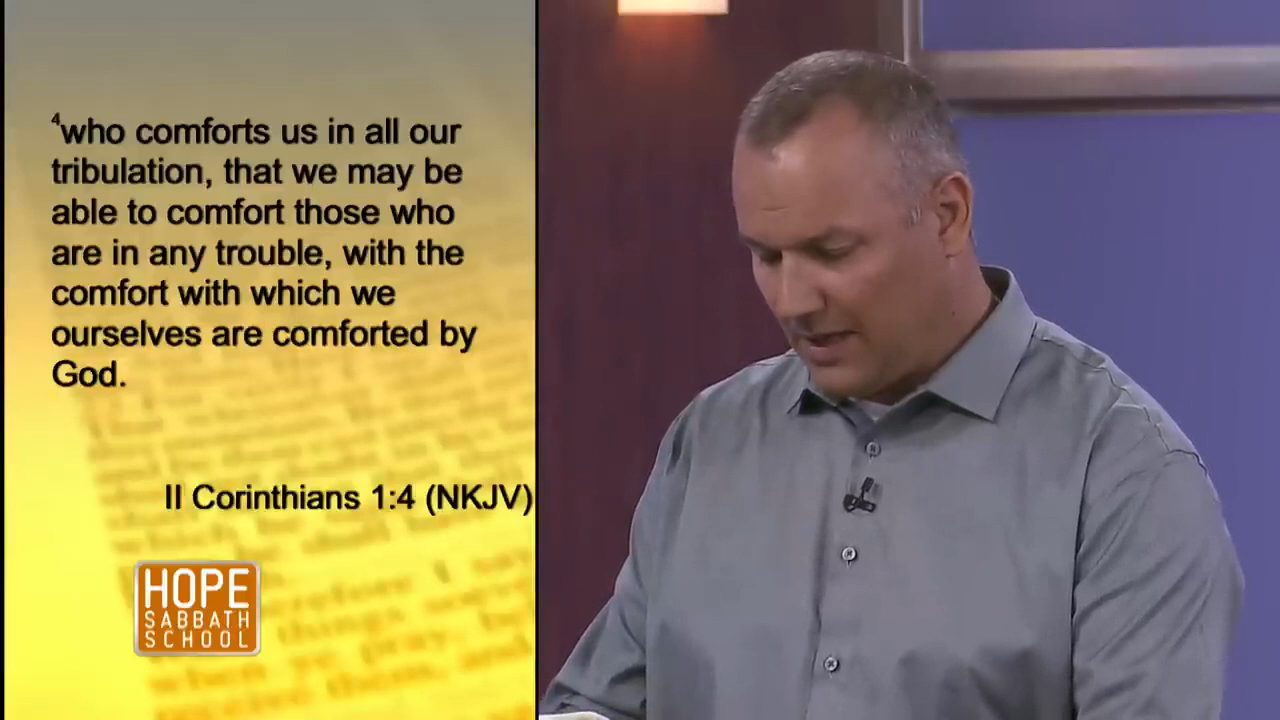 ⁴who comforts us in all our
tribulation, that we may be
able to comfort those who
are in any trouble, with the
comfort with which we
ourselves are comforted by
God.
II Corinthians 1:4 (NKJV)
HOPE
SABBATH
SCHOOL